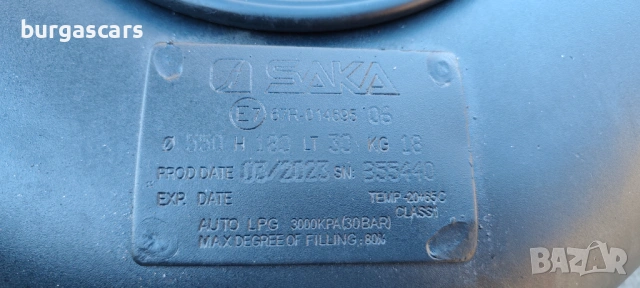 burgascars
SAKA
E7 67R-014595 06
Ø 550 H 180 LT 30 KG 18
PROD DATE 03/2023 SN: 355440
EXP. DATE TEMP-20+65C
CLASS1
AUTO LPG 3000KPA(30BAR)
MAX.DEGREE OF FILLING: 80%
BAZAR